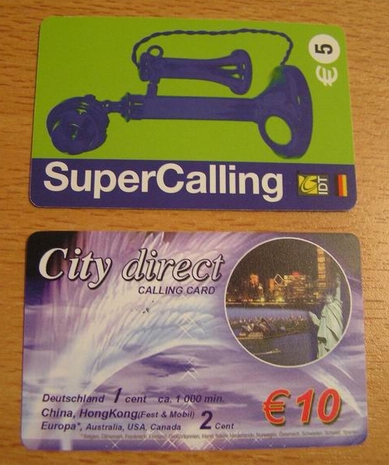 € 5
SuperCalling
IDT
City direct
CALLING CARD
Deutschland 1 cent ca. 1 000 min.
China, HongKong(Fest & Mobil)
Europa*, Australia, USA, Canada 2 Cent
€ 10